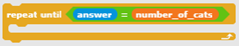 repeat until answer = number_of_cats